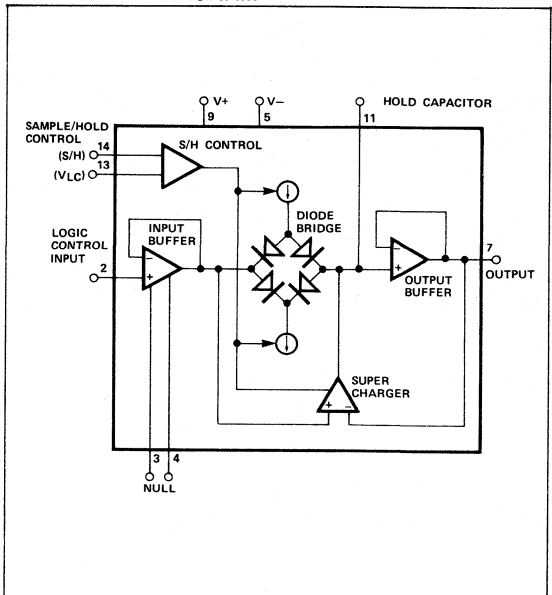 V+
V−
HOLD CAPACITOR
9
5
11
SAMPLE/HOLD
CONTROL
(S/H)
14
13
(VLC)
S/H CONTROL
DIODE
BRIDGE
LOGIC
CONTROL
INPUT
2
INPUT
BUFFER
−
+
−
+
OUTPUT
BUFFER
7
OUTPUT
SUPER
CHARGER
+
−
3
4
NULL